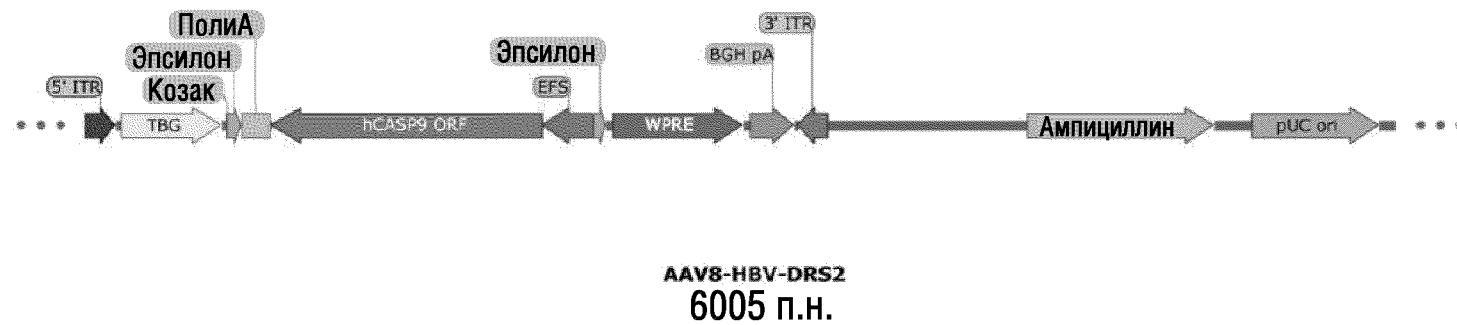 ПолиА
3' ITR
Эпсилон
Эпсилон
BGH pA
5' ITR
Козак
EFS
TBG
hCASP9 ORF
WPRE
Ампициллин
pUC ori
AAV8-HBV-DRS2
6005 п.н.